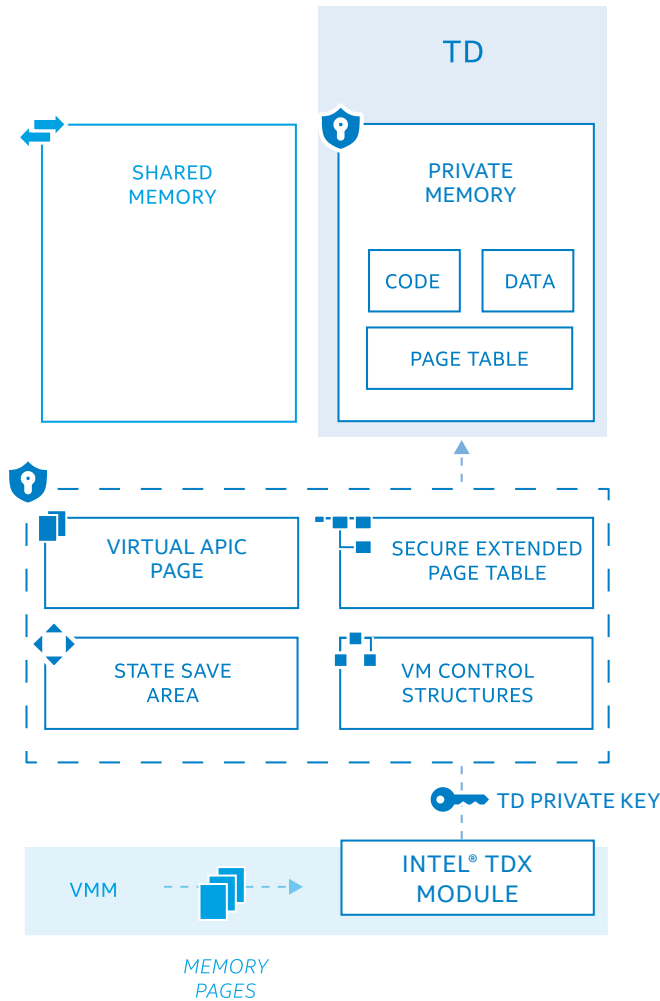 TD
SHARED
MEMORY
PRIVATE
MEMORY
CODE
DATA
PAGE TABLE
VIRTUAL APIC
PAGE
SECURE EXTENDED
PAGE TABLE
STATE SAVE
AREA
VM CONTROL
STRUCTURES
TD PRIVATE KEY
VMM
INTEL® TDX
MODULE
MEMORY
PAGES